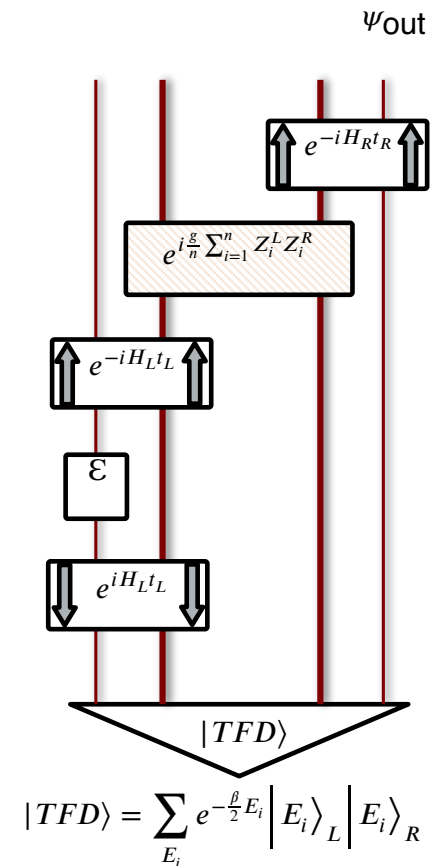 ψout
e^{-iH_R t_R}
e^{i\frac{g}{n}\sum_{i=1}^{n} Z_i^L Z_i^R}
e^{-iH_L t_L}
ε
e^{iH_L t_L}
|TFD⟩
|TFD⟩ = \sum_{E_i} e^{-\frac{β}{2}E_i} |E_i⟩_L |E_i⟩_R